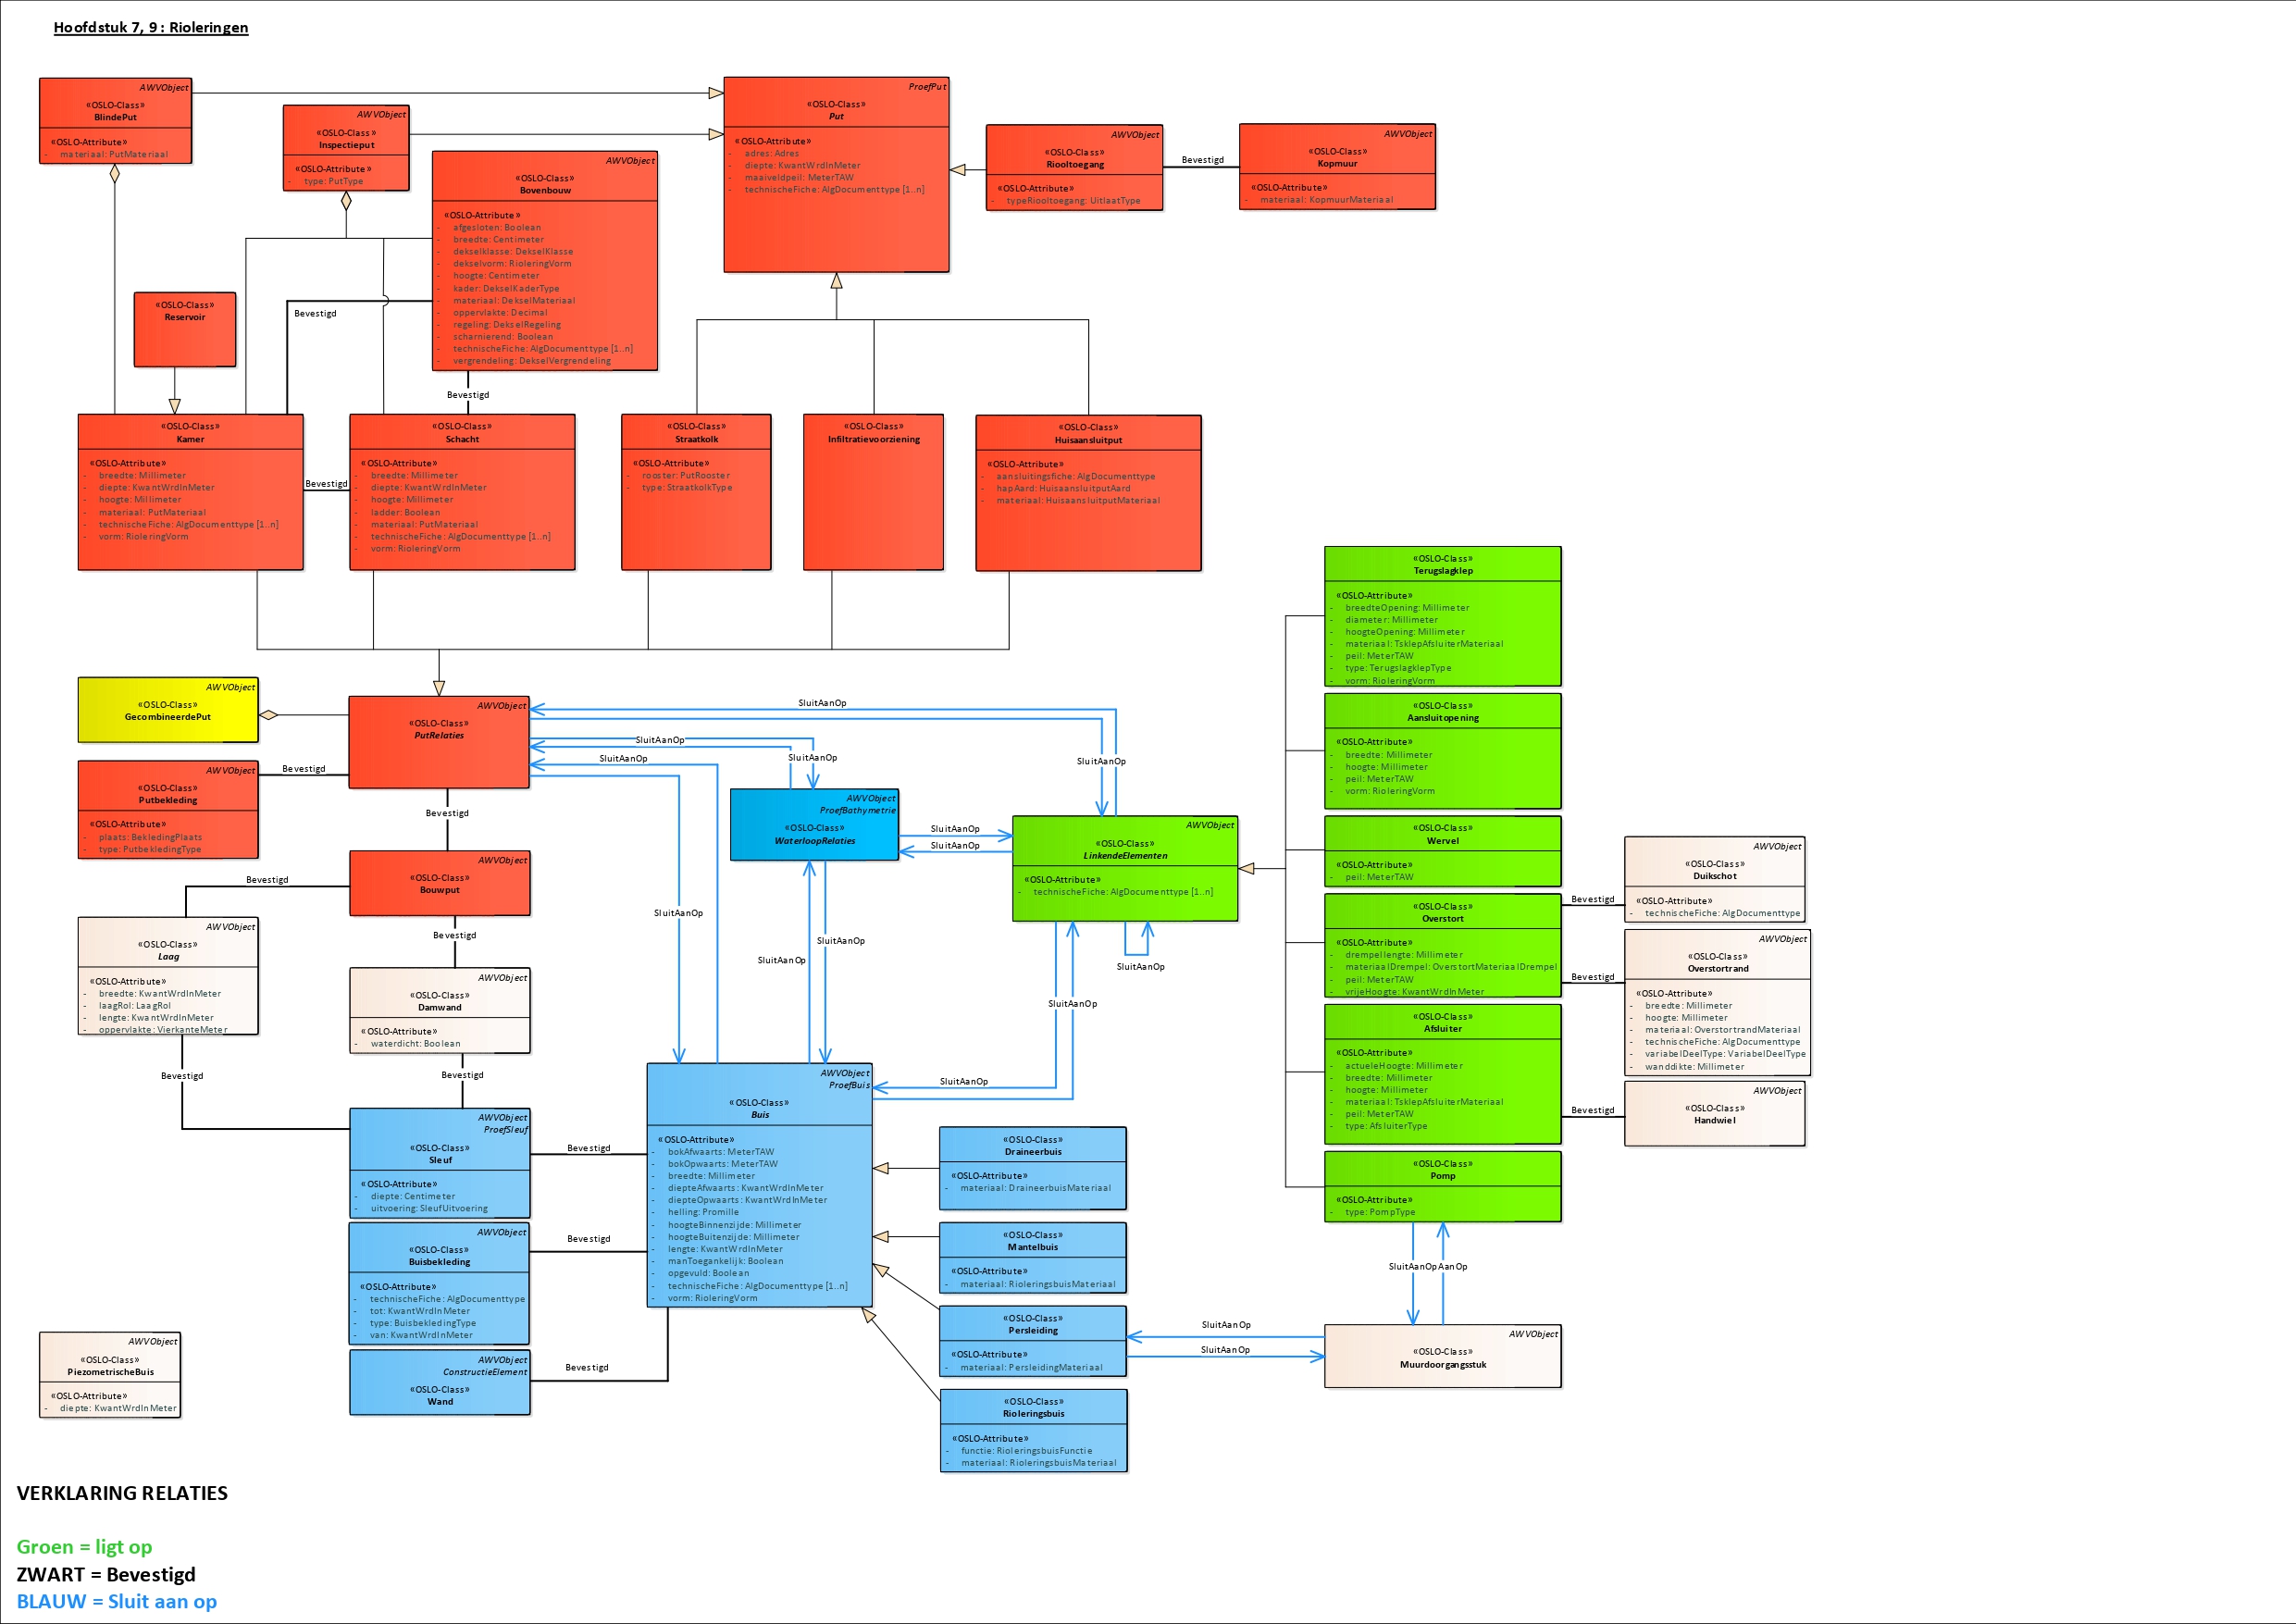 Hoofdstuk 7, 9 : Rioleringen
AWVObject
«OSLO-Class»
BlindePut
«OSLO-Attribute»
- materiaal: PutMateriaal
AWVObject
«OSLO-Class»
Inspectieput
«OSLO-Attribute»
- type: PutType
AWVObject
«OSLO-Class»
Bovenbouw
«OSLO-Attribute»
- afgesloten: Boolean
- breedte: Centimeter
- dekselklasse: DekselKlasse
- dekselvorm: RioleringVorm
- hoogte: Centimeter
- kader: DekselKaderType
- materiaal: DekselMateriaal
- oppervlakte: Decimal
- regeling: DekselRegeling
- scharnierend: Boolean
- technischeFiche: AlgDocumenttype [1..n]
- vergrendeling: DekselVergrendeling
ProefPut
«OSLO-Class»
Put
«OSLO-Attribute»
- adres: Adres
- diepte: KwantWrdInMeter
- maaiveldpeil: MeterTAW
- technischeFiche: AlgDocumenttype [1..n]
AWVObject
«OSLO-Class»
Riooltoegang
«OSLO-Attribute»
- typeRiooltoegang: UitlaatType
Bevestigd
AWVObject
«OSLO-Class»
Kopmuur
«OSLO-Attribute»
- materiaal: KopmuurMateriaal
«OSLO-Class»
Reservoir
Bevestigd
Bevestigd
«OSLO-Class»
Kamer
«OSLO-Attribute»
- breedte: Millimeter
- diepte: KwantWrdInMeter
- hoogte: Millimeter
- materiaal: PutMateriaal
- technischeFiche: AlgDocumenttype [1..n]
- vorm: RioleringVorm
Bevestigd
«OSLO-Class»
Schacht
«OSLO-Attribute»
- breedte: Millimeter
- diepte: KwantWrdInMeter
- hoogte: Millimeter
- ladder: Boolean
- materiaal: PutMateriaal
- technischeFiche: AlgDocumenttype [1..n]
- vorm: RioleringVorm
«OSLO-Class»
Straatkolk
«OSLO-Attribute»
- rooster: PutRooster
- type: StraatkolkType
«OSLO-Class»
Infiltratievoorziening
«OSLO-Class»
Huisaansluitput
«OSLO-Attribute»
- aansluitingsfiche: AlgDocumenttype
- hapAard: HuisaansluitputAard
- materiaal: HuisaansluitputMateriaal
«OSLO-Class»
Terugslagklep
«OSLO-Attribute»
- breedteOpening: Millimeter
- diameter: Millimeter
- hoogteOpening: Millimeter
- materiaal: TsklepAfsluiterMateriaal
- peil: MeterTAW
- type: TerugslagklepType
- vorm: RioleringVorm
AWVObject
«OSLO-Class»
GecombineerdePut
AWVObject
«OSLO-Class»
PutRelaties
SluitAanOp
SluitAanOp
SluitAanOp
SluitAanOp
SluitAanOp
«OSLO-Class»
Aansluitopening
«OSLO-Attribute»
- breedte: Millimeter
- hoogte: Millimeter
- peil: MeterTAW
- vorm: RioleringVorm
AWVObject
«OSLO-Class»
Putbekleding
«OSLO-Attribute»
- plaats: BekledingPlaats
- type: PutbekledingType
Bevestigd
Bevestigd
AWVObject
ProefBathymetrie
«OSLO-Class»
WaterloopRelaties
SluitAanOp
SluitAanOp
AWVObject
«OSLO-Class»
LinkendeElementen
«OSLO-Attribute»
- technischeFiche: AlgDocumenttype [1..n]
«OSLO-Class»
Wervel
«OSLO-Attribute»
- peil: MeterTAW
AWVObject
«OSLO-Class»
Duikschot
«OSLO-Attribute»
- technischeFiche: AlgDocumenttype
Bevestigd
«OSLO-Class»
Overstort
«OSLO-Attribute»
- drempellengte: Millimeter
- materiaalDrempel: OverstortMateriaalDrempel
- peil: MeterTAW
- vrijeHoogte: KwantWrdInMeter
Bevestigd
AWVObject
«OSLO-Class»
Overstortrand
«OSLO-Attribute»
- breedte: Millimeter
- hoogte: Millimeter
- materiaal: OverstortrandMateriaal
- technischeFiche: AlgDocumenttype
- variabelDeelType: VariabelDeelType
- wanddikte: Millimeter
AWVObject
«OSLO-Class»
Bouwput
Bevestigd
Bevestigd
AWVObject
«OSLO-Class»
Laag
«OSLO-Attribute»
- breedte: KwantWrdInMeter
- laagRol: LaagRol
- lengte: KwantWrdInMeter
- oppervlakte: VierkanteMeter
AWVObject
«OSLO-Class»
Damwand
«OSLO-Attribute»
- waterdicht: Boolean
SluitAanOp
SluitAanOp
SluitAanOp
SluitAanOp
SluitAanOp
SluitAanOp
«OSLO-Class»
Afsluiter
«OSLO-Attribute»
- actueleHoogte: Millimeter
- breedte: Millimeter
- hoogte: Millimeter
- materiaal: TsklepAfsluiterMateriaal
- peil: MeterTAW
- type: AfsluiterType
Bevestigd
AWVObject
«OSLO-Class»
Handwiel
Bevestigd
Bevestigd
AWVObject
ProefSleuf
«OSLO-Class»
Sleuf
«OSLO-Attribute»
- diepte: Centimeter
- uitvoering: SleufUitvoering
Bevestigd
AWVObject
ProefBuis
«OSLO-Class»
Buis
«OSLO-Attribute»
- bokAfwaarts: MeterTAW
- bokOpwaarts: MeterTAW
- breedte: Millimeter
- diepteAfwaarts: KwantWrdInMeter
- diepteOpwaarts: KwantWrdInMeter
- helling: Promille
- hoogteBinnenzijde: Millimeter
- hoogteBuitenzijde: Millimeter
- lengte: KwantWrdInMeter
- manToegankelijk: Boolean
- opgevuld: Boolean
- technischeFiche: AlgDocumenttype [1..n]
- vorm: RioleringVorm
«OSLO-Class»
Draineerbuis
«OSLO-Attribute»
- materiaal: DraineerbuisMateriaal
«OSLO-Class»
Pomp
«OSLO-Attribute»
- type: PompType
AWVObject
«OSLO-Class»
Buisbekleding
«OSLO-Attribute»
- technischeFiche: AlgDocumenttype
- tot: KwantWrdInMeter
- type: BuisbekledingType
- van: KwantWrdInMeter
Bevestigd
«OSLO-Class»
Mantelbuis
«OSLO-Attribute»
- materiaal: RioleringsbuisMateriaal
SluitAanOp AanOp
«OSLO-Class»
Persleiding
«OSLO-Attribute»
- materiaal: PersleidingMateriaal
SluitAanOp
SluitAanOp
AWVObject
«OSLO-Class»
Muurdoorgangsstuk
AWVObject
«OSLO-Class»
PiezometrischeBuis
«OSLO-Attribute»
- diepte: KwantWrdInMeter
AWVObject
ConstructieElement
«OSLO-Class»
Wand
Bevestigd
«OSLO-Class»
Rioleringsbuis
«OSLO-Attribute»
- functie: RioleringsbuisFunctie
- materiaal: RioleringsbuisMateriaal
VERKLARING RELATIES
Groen = ligt op
ZWART = Bevestigd
BLAUW = Sluit aan op